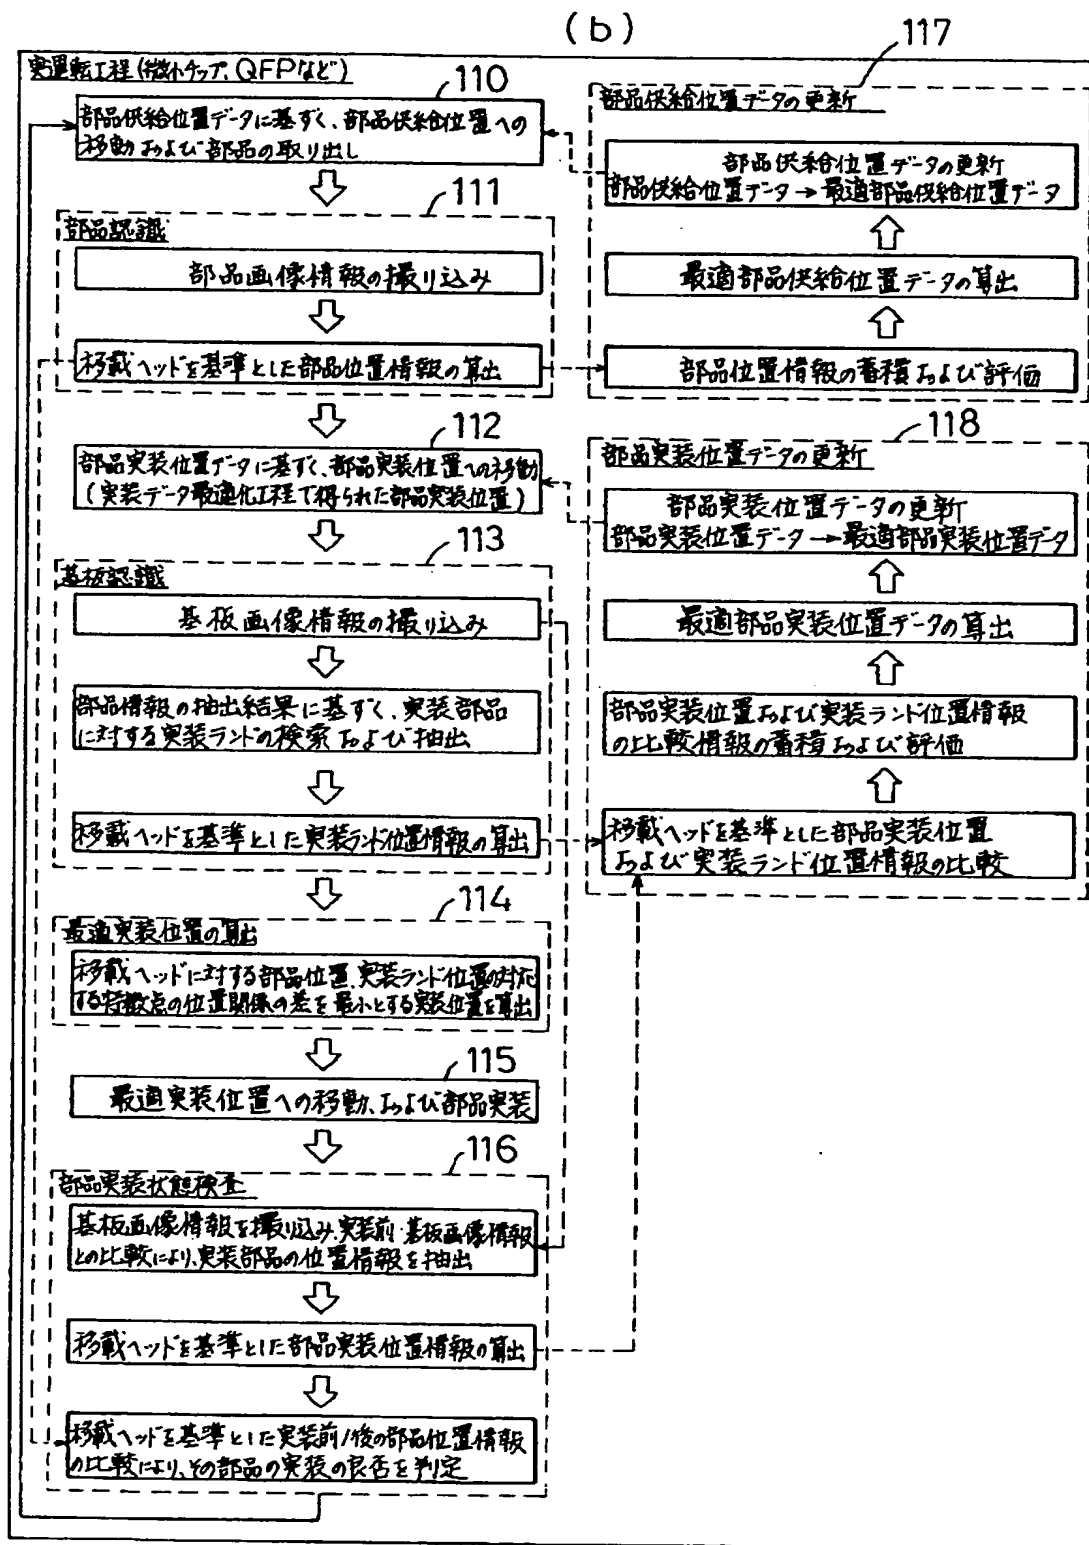 (b)
実運転工程(微小チップ、QFPなど)
110
部品供給位置データに基ずく、部品供給位置への
移動および部品の取り出し
111
部品認識
部品画像情報の撮り込み
移載ヘッドを基準とした部品位置情報の算出
112
部品実装位置データに基ずく、部品実装位置への移動
(実装データ最適化工程で得られた部品実装位置)
113
基板認識
基板画像情報の撮り込み
部品情報の抽出結果に基ずく、実装部品
に対する実装ランドの検索および抽出
移載ヘッドを基準とした実装ランド位置情報の算出
114
最適実装位置の算出
移載ヘッドに対する部品位置、実装ランド位置の対応
する特徴点の位置関係の差を最小とする実装位置を算出
115
最適実装位置への移動、および部品実装
116
部品実装状態検査
基板画像情報を撮り込み、実装前・基板画像情報
との比較により、実装部品の位置情報を抽出
移載ヘッドを基準とした部品実装位置情報の算出
移載ヘッドを基準とした実装前/後の部品位置情報
の比較により、その部品の実装の良否を判定
117
部品供給位置データの更新
部品供給位置データの更新
部品供給位置データ→最適部品供給位置データ
最適部品供給位置データの算出
部品位置情報の蓄積および評価
118
部品実装位置データの更新
部品実装位置データの更新
部品実装位置データ→最適部品実装位置データ
最適部品実装位置データの算出
部品実装位置および実装ランド位置情報
の比較情報の蓄積および評価
移載ヘッドを基準とした部品実装位置
および実装ランド位置情報の比較